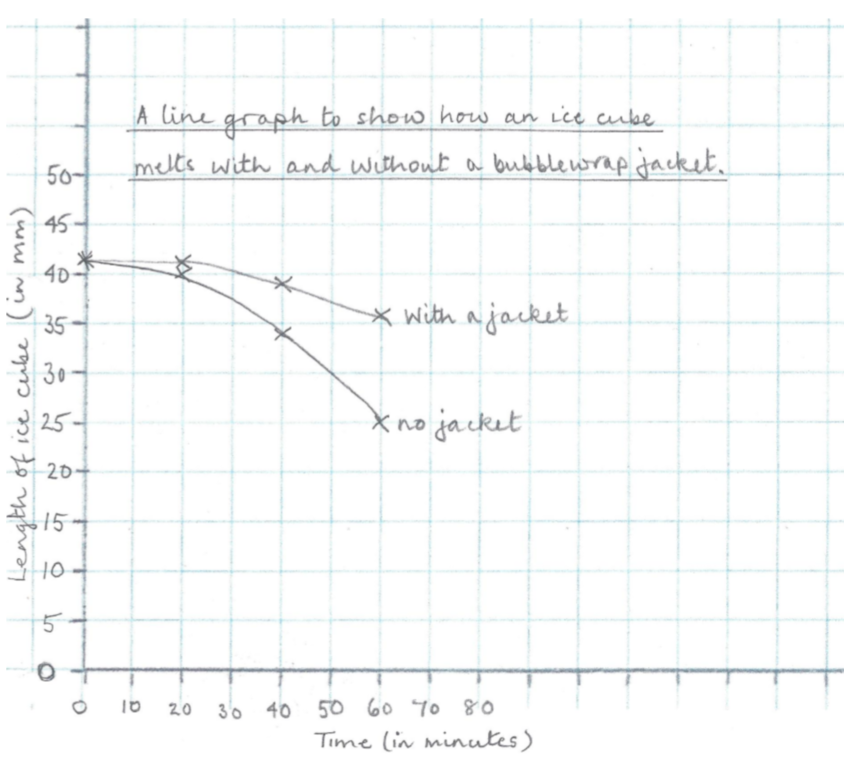 A line graph to show how an ice cube
melts with and without a bubblewrap jacket.
Length of ice cube (in mm)
50
45
40
35
30
25
20
15
10
5
0
With a jacket
no jacket
0 10 20 30 40 50 60 70 80
Time (in minutes)